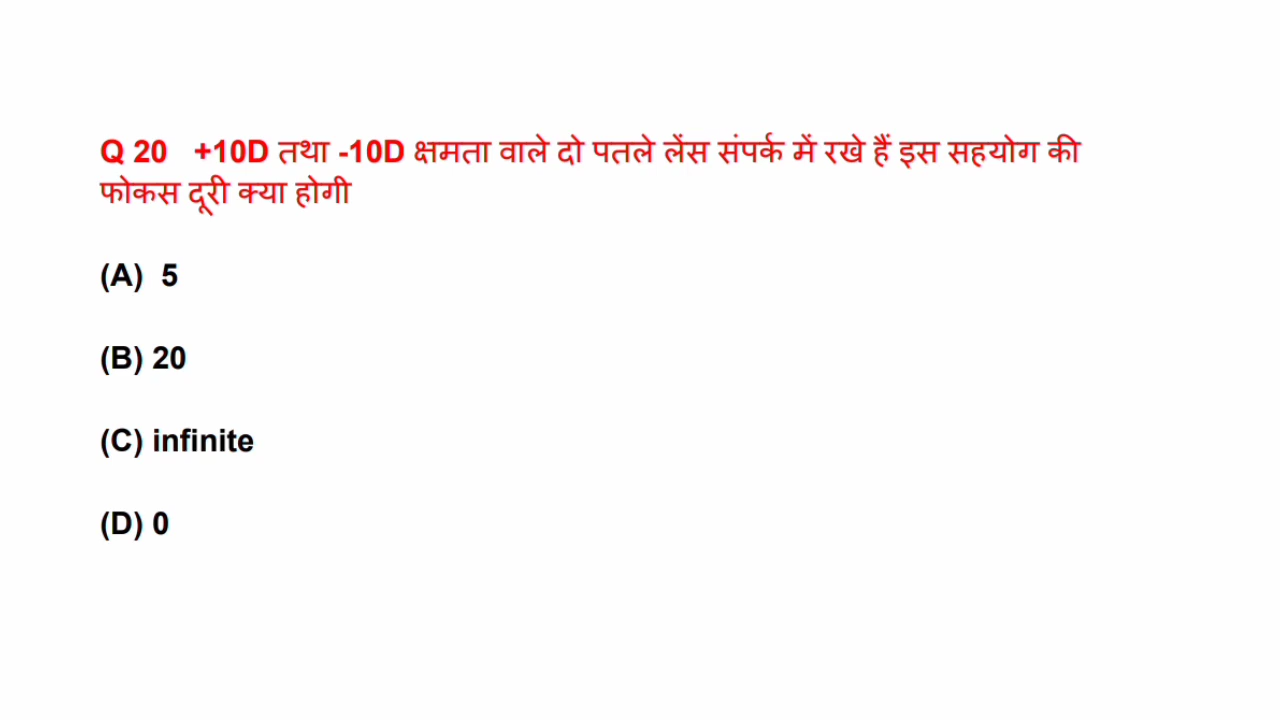 Q 20 +10D तथा -10D क्षमता वाले दो पतले लेंस संपर्क में रखे हैं इस सहयोग की
फोकस दूरी क्या होगी
(A) 5
(B) 20
(C) infinite
(D) 0